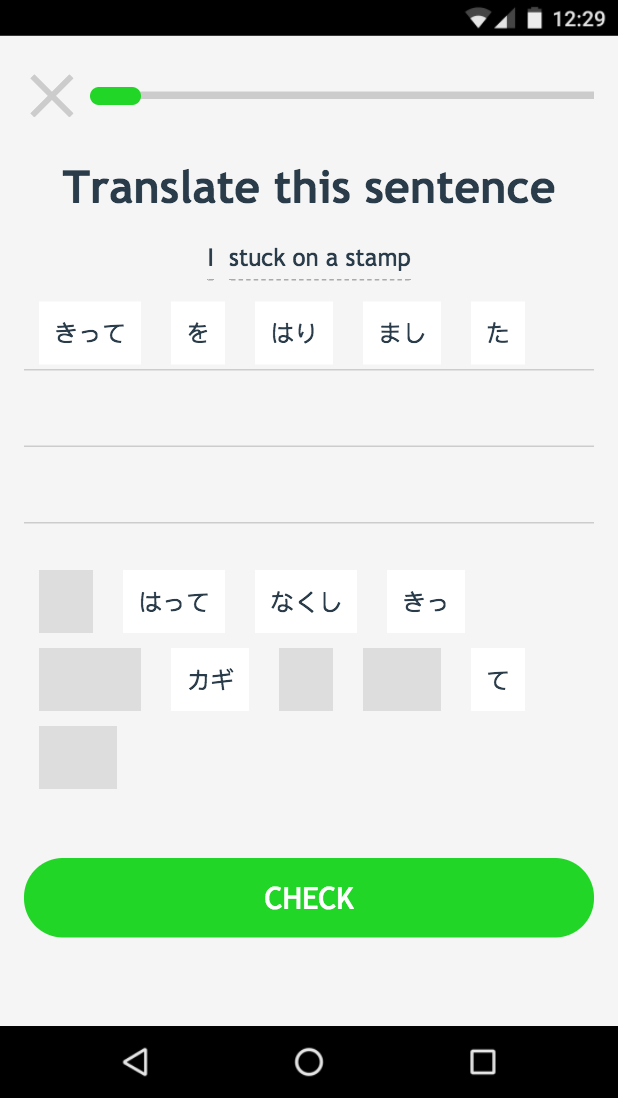 12:29
Translate this sentence
I stuck on a stamp
きって を はり まし た
はって なくし きっ
カギ て
CHECK